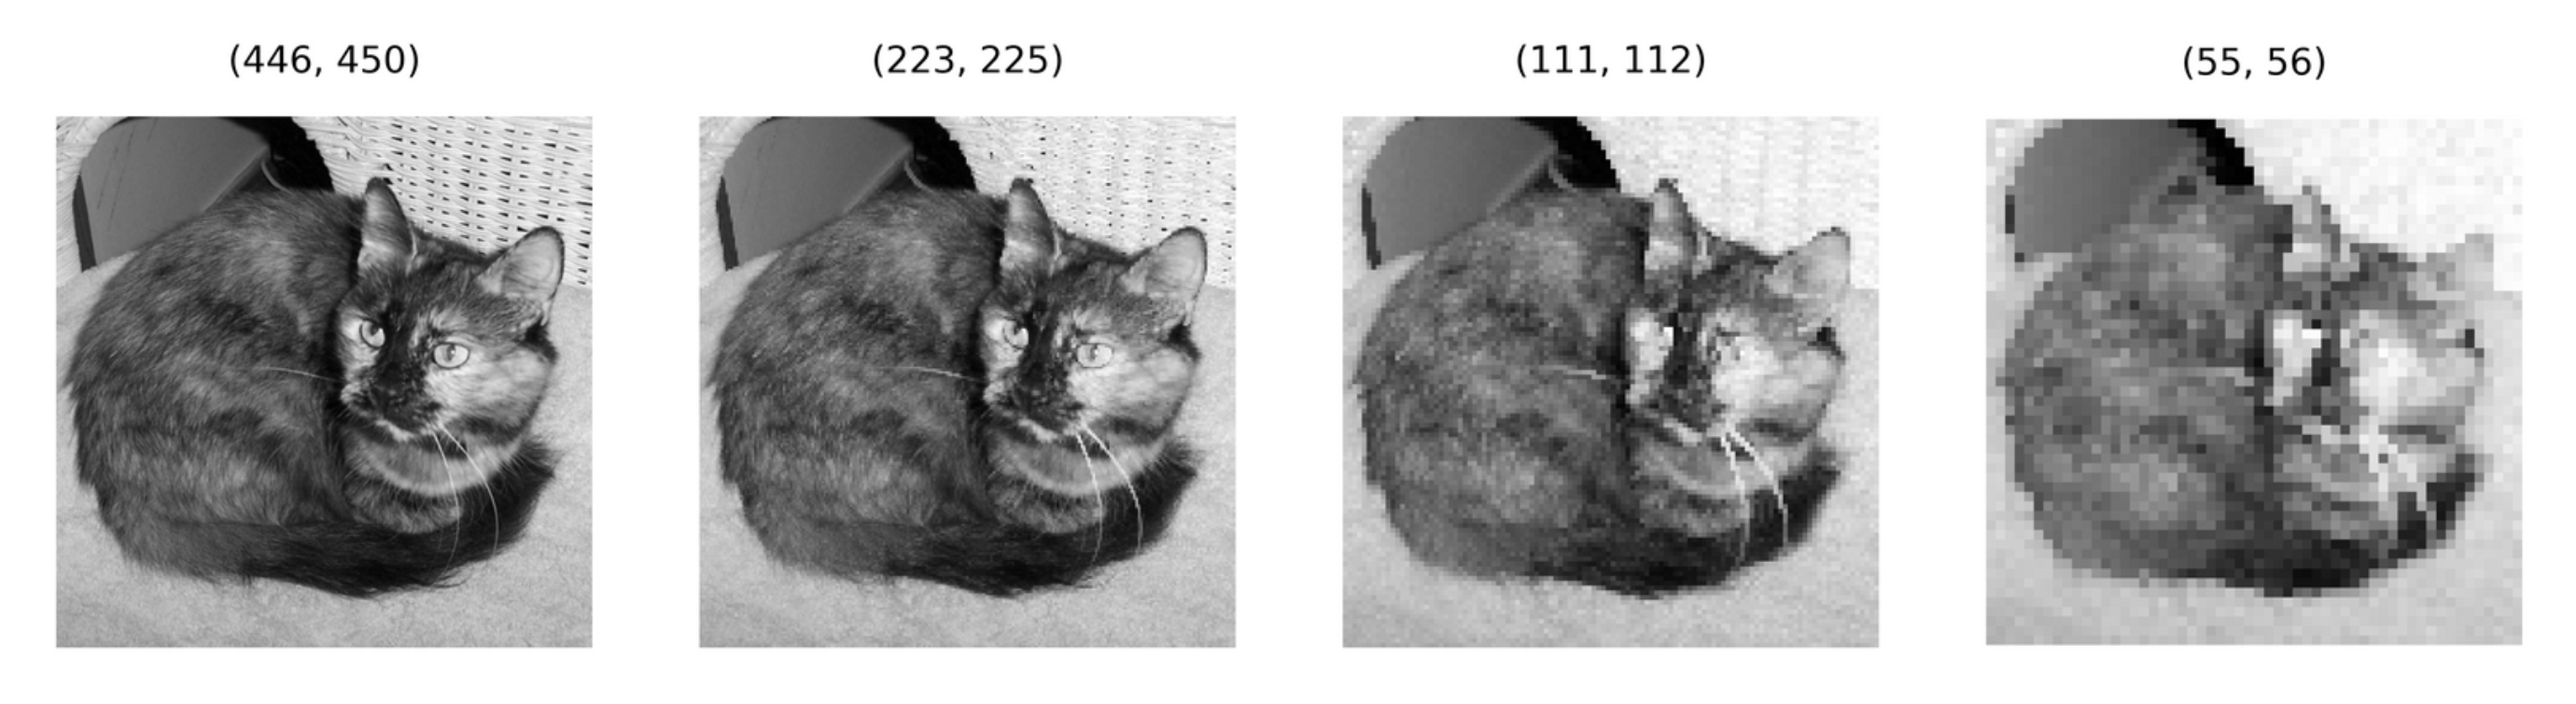 (446, 450)
(223, 225)
(111, 112)
(55, 56)